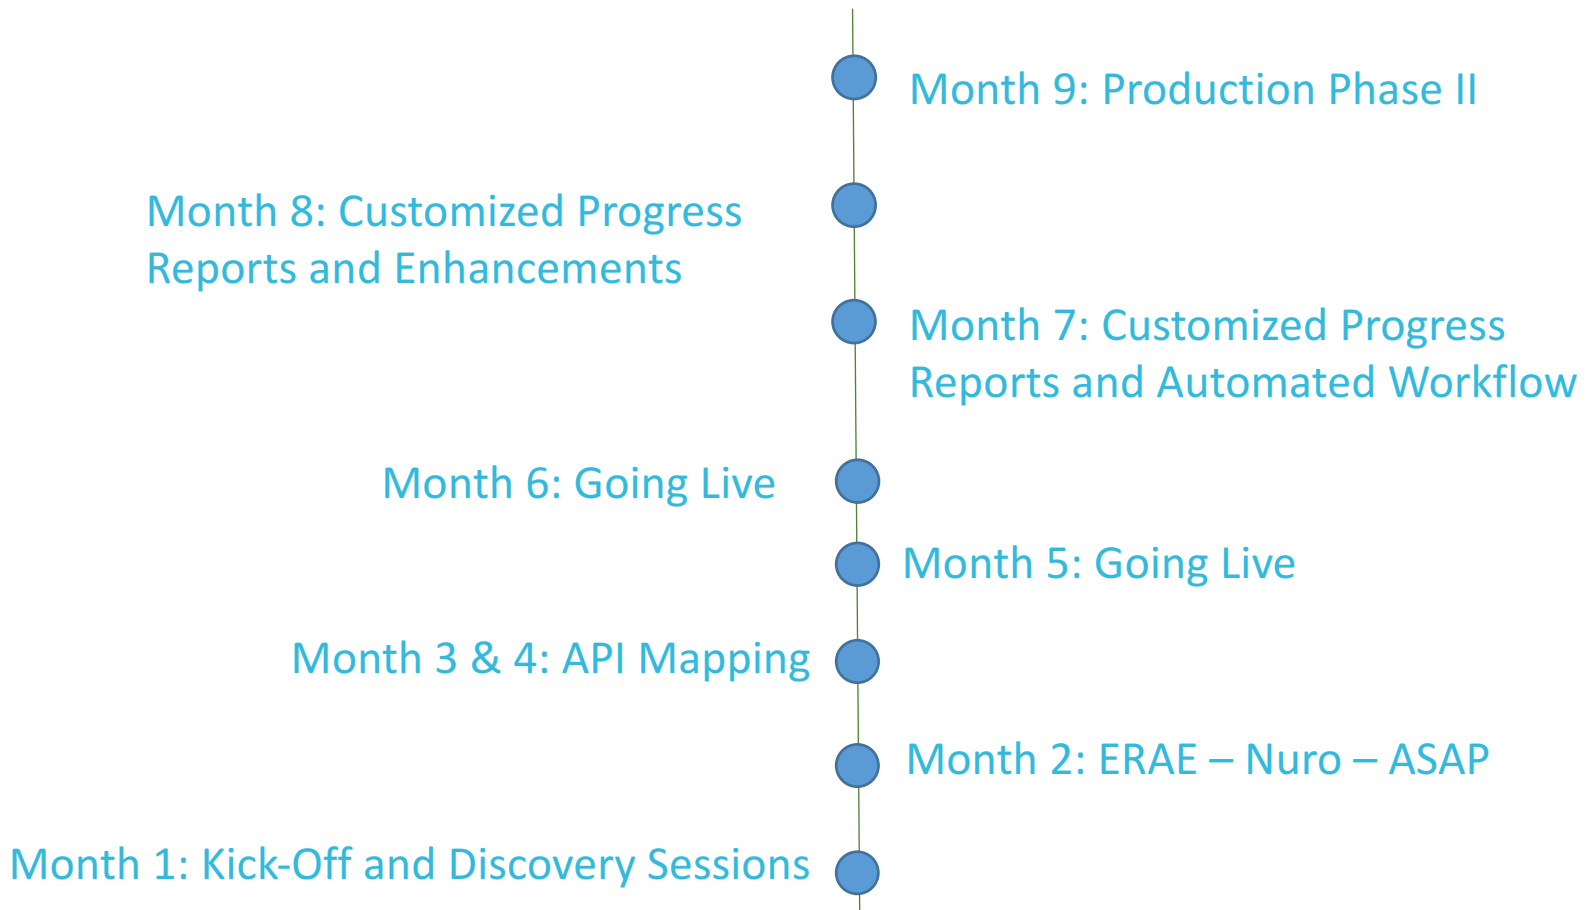 Month 9: Production Phase II
Month 8: Customized Progress
Reports and Enhancements
Month 7: Customized Progress
Reports and Automated Workflow
Month 6: Going Live
Month 5: Going Live
Month 3 & 4: API Mapping
Month 2: ERAE – Nuro – ASAP
Month 1: Kick-Off and Discovery Sessions